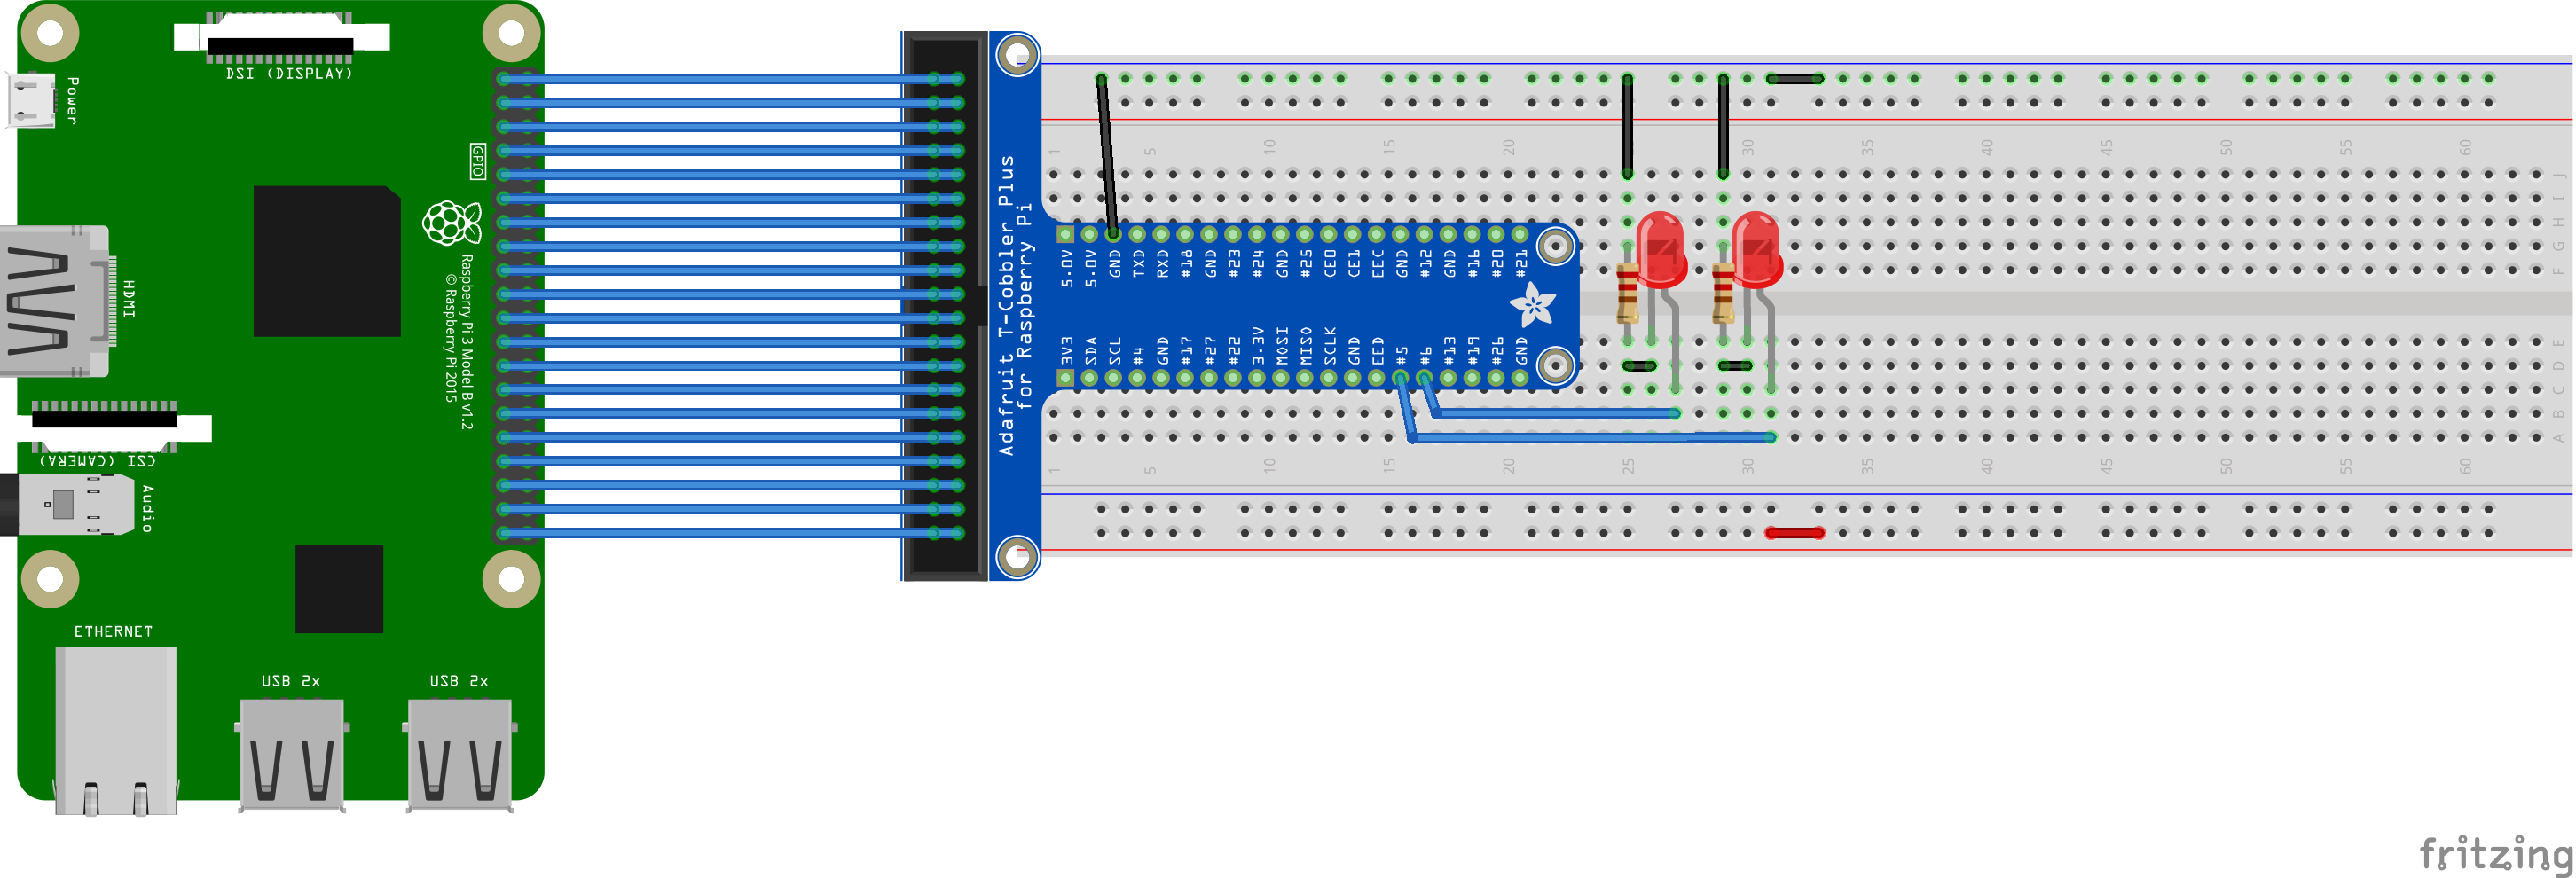 DSI (DISPLAY)
Power
GPIO
HDMI
Raspberry Pi 3 Model B v1.2
© Raspberry Pi 2015
CSI (CAMERA)
Audio
ETHERNET
USB 2x
USB 2x
Adafruit T-Cobbler Plus
for Raspberry Pi
5.0V 5.0V GND TXD RXD #18 GND #23 #24 GND #25 CE0 CE1 EEC GND #12 GND #16 #20 #21
3V3 SDA SCL #4 GND #17 #27 #22 3.3V MOSI MISO SCLK GND EED #5 #6 #13 #19 #26 GND
1 5 10 15 20 25 30 35 40 45 50 55 60
J
I
H
G
F
E
D
C
B
A
1 5 10 15 20 25 30 35 40 45 50 55 60
fritzing